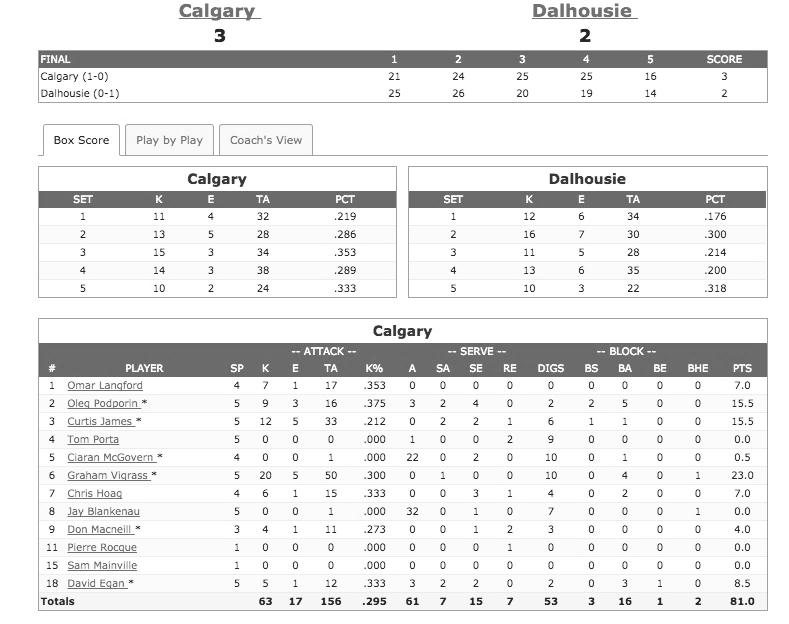 Calgary Dalhousie
3 2
FINAL 1 2 3 4 5 SCORE
Calgary (1-0) 21 24 25 25 16 3
Dalhousie (0-1) 25 26 20 19 14 2
Box Score Play by Play Coach's View
Calgary
SET K E TA PCT
1 11 4 32 .219
2 13 5 28 .286
3 15 3 34 .353
4 14 3 38 .289
5 10 2 24 .333
Dalhousie
SET K E TA PCT
1 12 6 34 .176
2 16 7 30 .300
3 11 5 28 .214
4 13 6 35 .200
5 10 3 22 .318
Calgary
-- ATTACK -- -- SERVE -- -- BLOCK --
# PLAYER SP K E TA K% A SA SE RE DIGS BS BA BE BHE PTS
1 Omar Langford 4 7 1 17 .353 0 0 0 0 0 0 0 0 0 7.0
2 Oleg Podporin * 5 9 3 16 .375 3 2 4 0 2 2 5 0 0 15.5
3 Curtis James * 5 12 5 33 .212 0 2 2 1 6 1 1 0 0 15.5
4 Tom Porta 5 0 0 0 .000 1 0 0 2 9 0 0 0 0 0.0
5 Ciaran McGovern * 4 0 0 1 .000 22 0 2 0 10 0 1 0 0 0.5
6 Graham Vigrass * 5 20 5 50 .300 0 1 0 0 10 0 4 0 1 23.0
7 Chris Hoag 4 6 1 15 .333 0 0 3 1 4 0 2 0 0 7.0
8 Jay Blankenau 5 0 0 1 .000 32 0 1 0 7 0 0 0 1 0.0
9 Don Macneill * 3 4 1 11 .273 0 0 1 2 3 0 0 0 0 4.0
11 Pierre Rocque 1 0 0 0 .000 0 0 0 1 0 0 0 0 0 0.0
15 Sam Mainville 1 0 0 0 .000 0 0 0 0 0 0 0 0 0 0.0
18 David Egan * 5 5 1 12 .333 3 2 2 0 2 0 3 1 0 8.5
Totals 63 17 156 .295 61 7 15 7 53 3 16 1 2 81.0